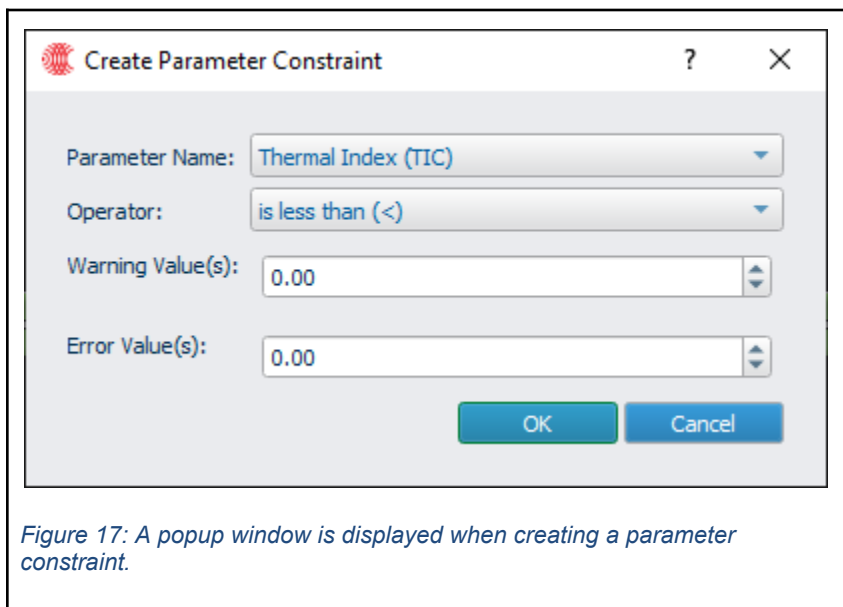 Create Parameter Constraint ?
Parameter Name: Thermal Index (TIC)
Operator: is less than (<)
Warning Value(s): 0.00
Error Value(s): 0.00
OK Cancel
Figure 17: A popup window is displayed when creating a parameter
constraint.